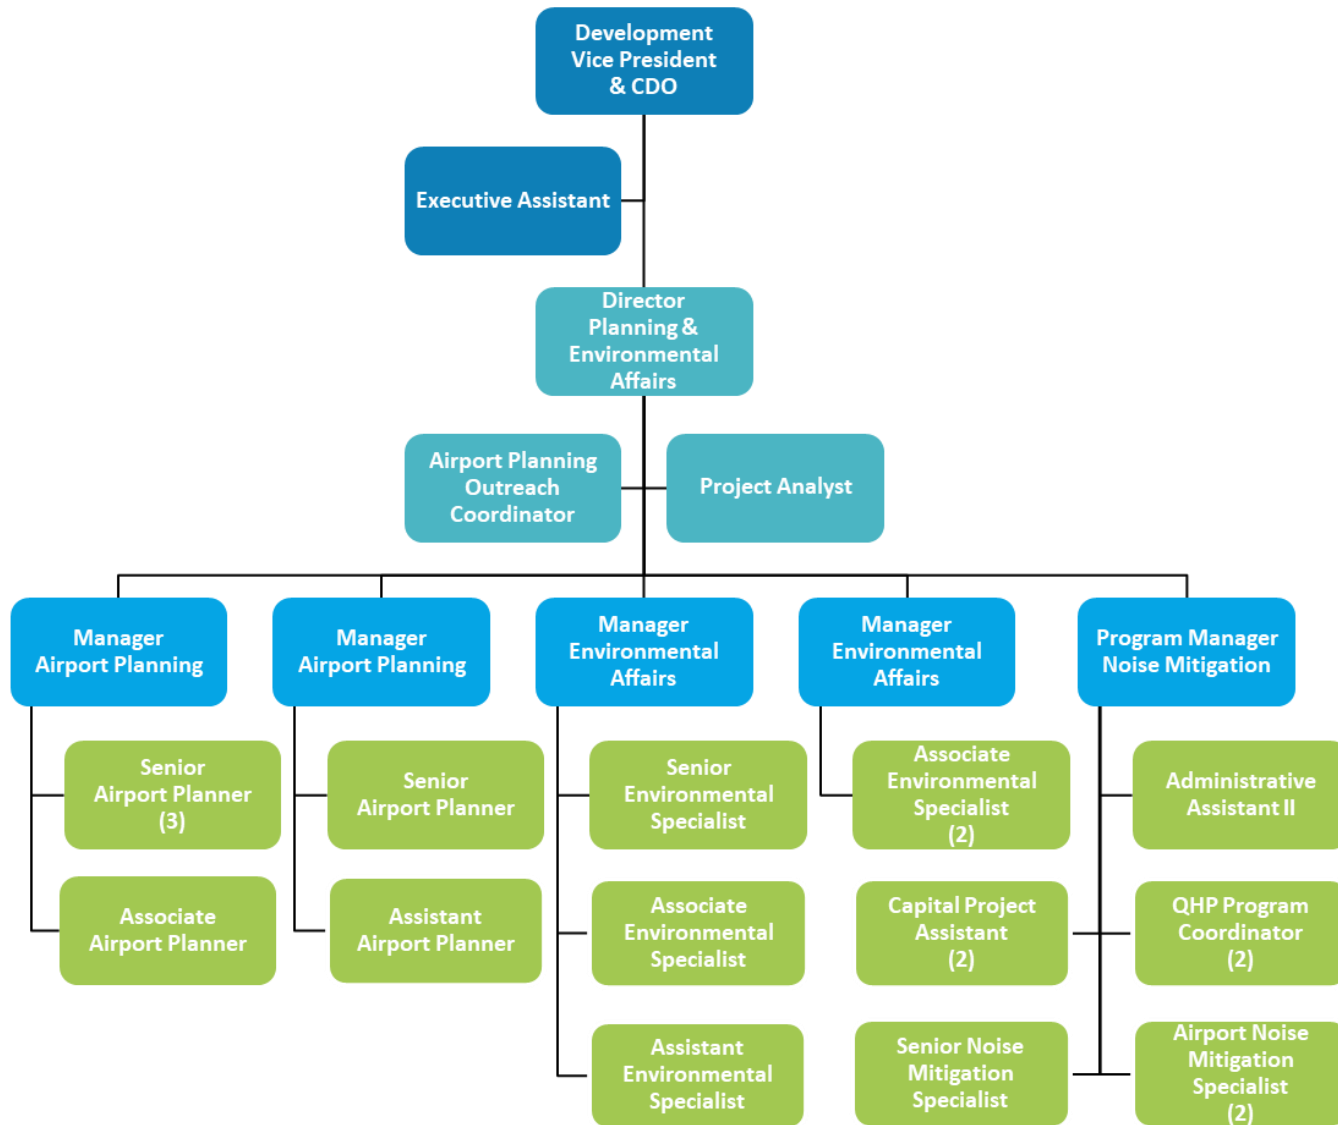 Development
Vice President
& CDO
Executive Assistant
Director
Planning &
Environmental
Affairs
Airport Planning
Outreach
Coordinator
Project Analyst
Manager
Airport Planning
Manager
Airport Planning
Manager
Environmental
Affairs
Manager
Environmental
Affairs
Program Manager
Noise Mitigation
Senior
Airport Planner
(3)
Senior
Airport Planner
Senior
Environmental
Specialist
Associate
Environmental
Specialist
(2)
Administrative
Assistant II
Associate
Airport Planner
Assistant
Airport Planner
Associate
Environmental
Specialist
Capital Project
Assistant
(2)
QHP Program
Coordinator
(2)
Assistant
Environmental
Specialist
Senior Noise
Mitigation
Specialist
Airport Noise
Mitigation
Specialist
(2)